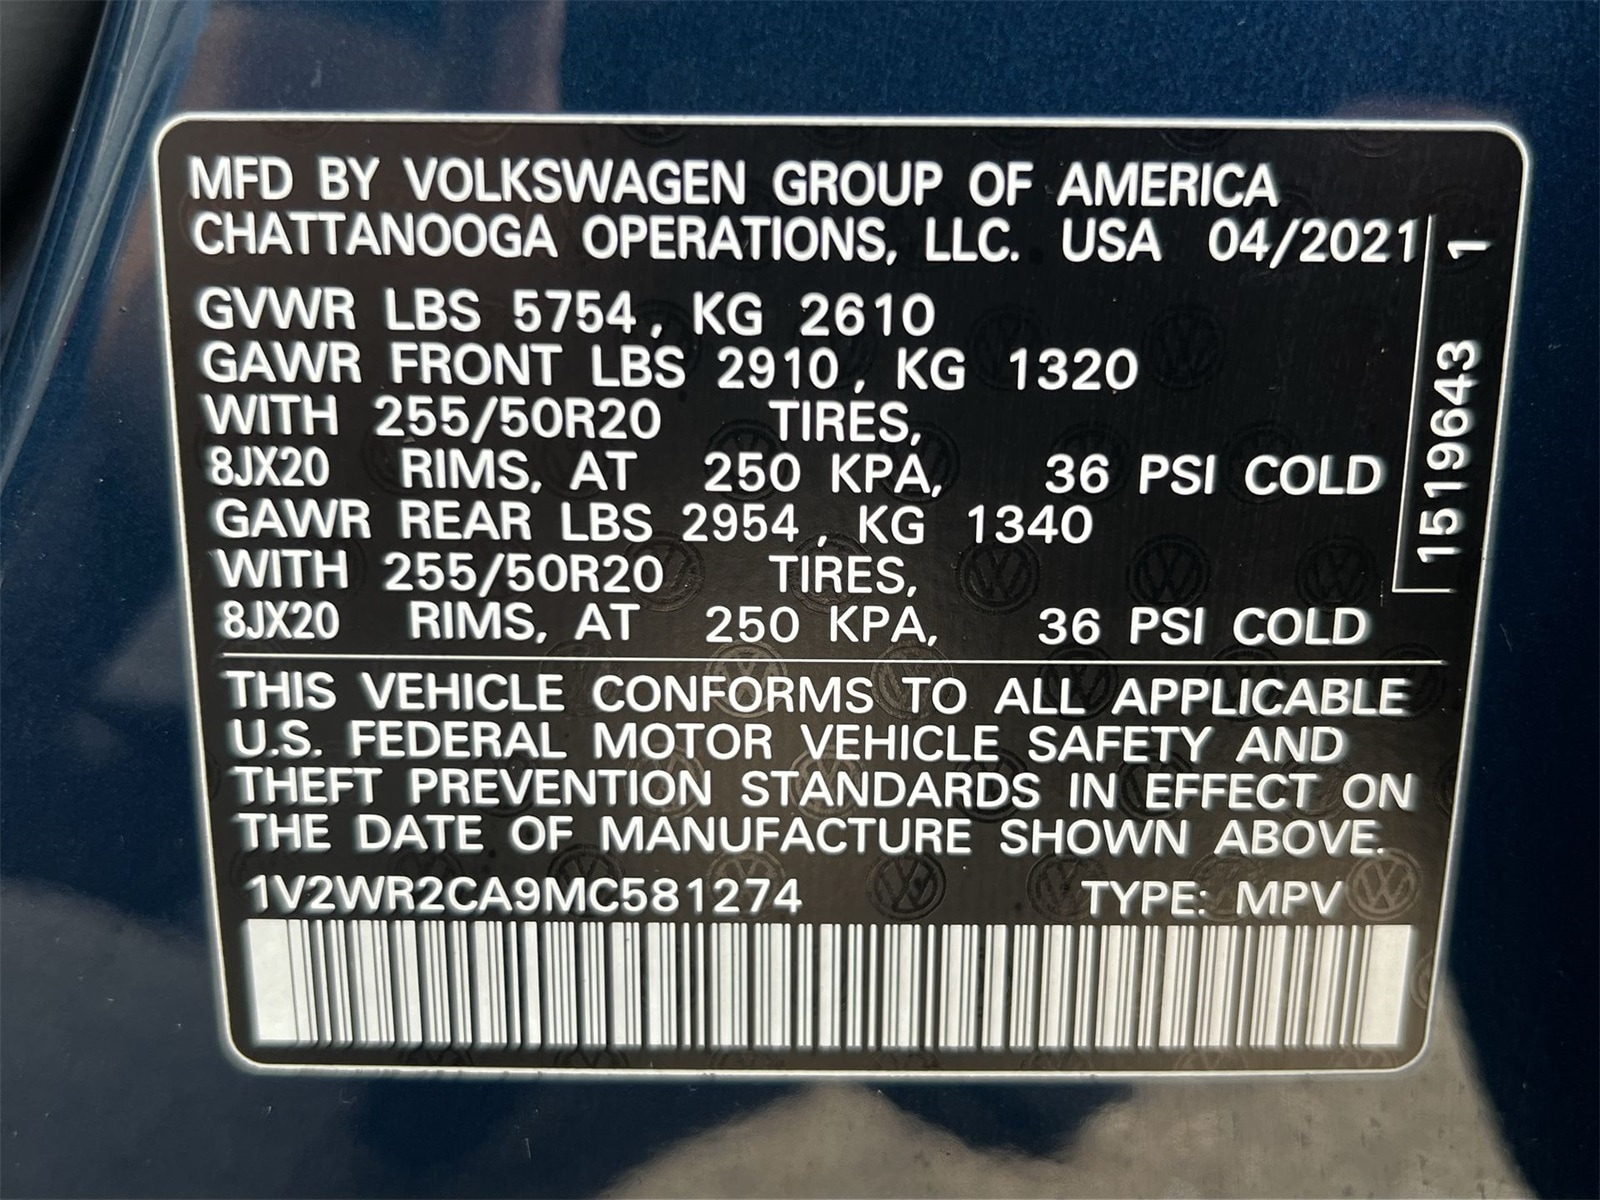 MFD BY VOLKSWAGEN GROUP OF AMERICA
CHATTANOOGA OPERATIONS, LLC. USA 04/2021
GVWR LBS 5754, KG 2610
GAWR FRONT LBS 2910, KG 1320
WITH 255/50R20 TIRES,
8JX20 RIMS, AT 250 KPA, 36 PSI COLD
GAWR REAR LBS 2954, KG 1340
WITH 255/50R20 TIRES,
8JX20 RIMS, AT 250 KPA, 36 PSI COLD
1519643 1
THIS VEHICLE CONFORMS TO ALL APPLICABLE
U.S. FEDERAL MOTOR VEHICLE SAFETY AND
THEFT PREVENTION STANDARDS IN EFFECT ON
THE DATE OF MANUFACTURE SHOWN ABOVE.
1V2WR2CA9MC581274 TYPE: MPV